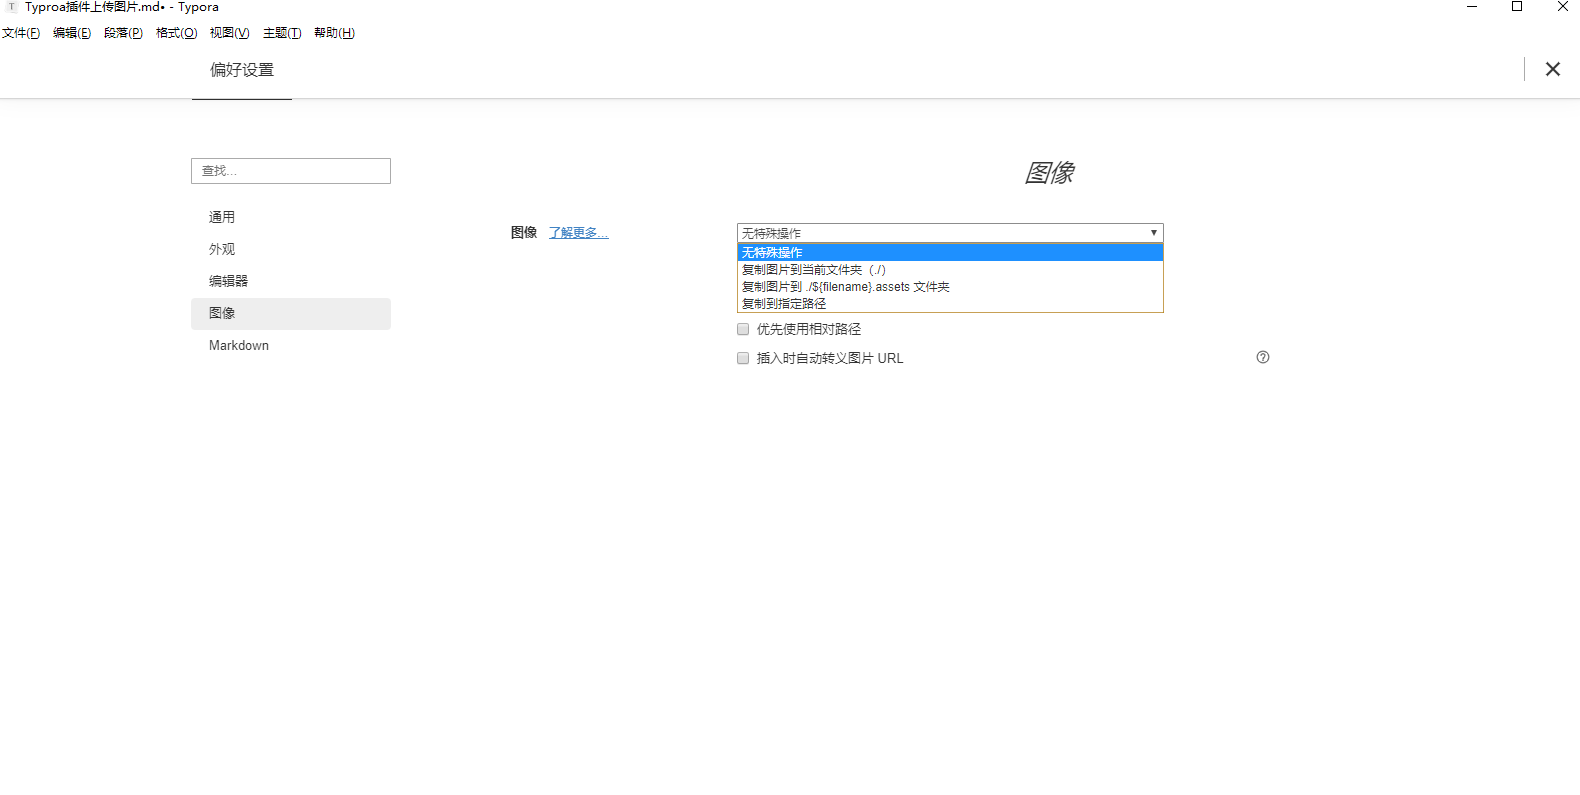 T Typroa插件上传图片.md• - Typora
文件(F) 编辑(E) 段落(P) 格式(O) 视图(V) 主题(T) 帮助(H)
偏好设置
查找...
通用
外观
编辑器
图像
Markdown
图像
图像 了解更多...
无特殊操作
无特殊操作
复制图片到当前文件夹（./）
复制图片到 ./${filename}.assets 文件夹
复制到指定路径
优先使用相对路径
插入时自动转义图片 URL